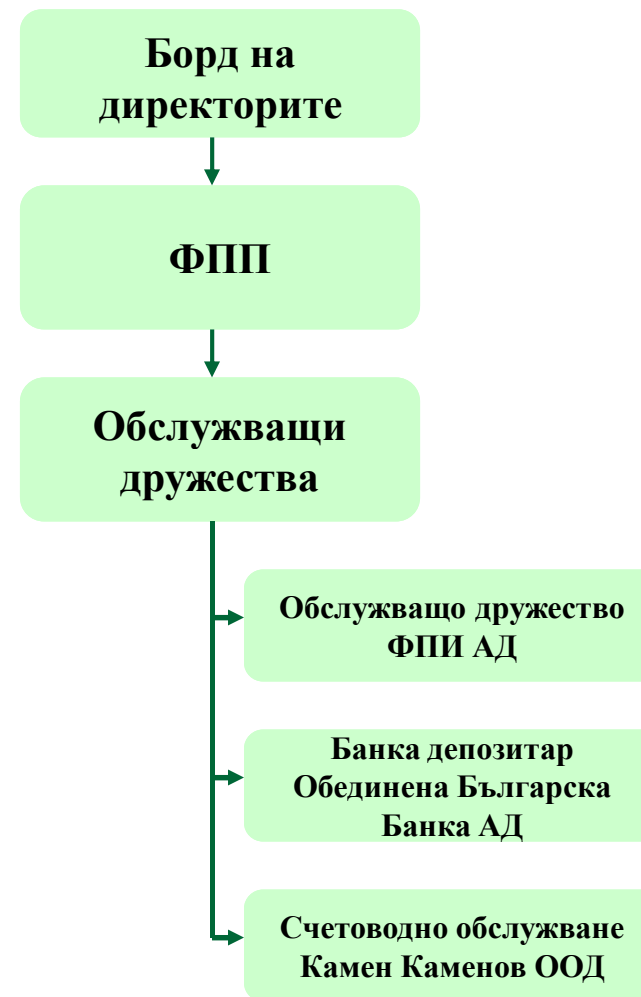 Борд на
директорите
ФПП
Обслужващи
дружества
Обслужващо дружество
ФПИ АД
Банка депозитар
Обединена Българска
Банка АД
Счетоводно обслужване
Камен Каменов ООД